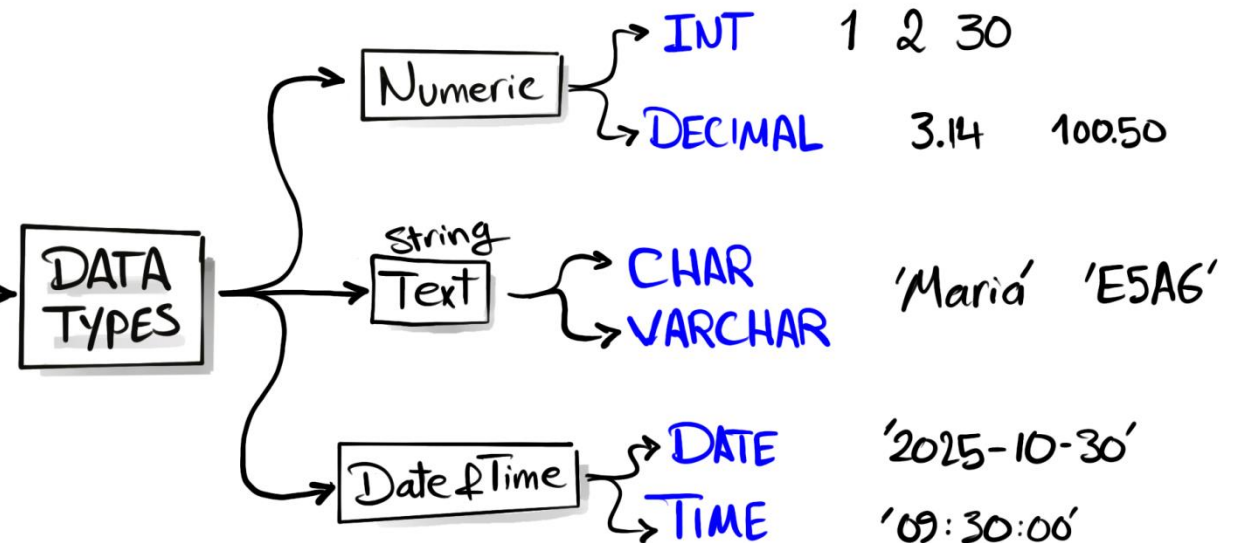 INT 1 2 30
Numeric
DECIMAL 3.14 100.50
DATA
TYPES
String
Text
CHAR
VARCHAR
'Maria' 'E5A6'
Date & Time
DATE '2025-10-30'
TIME '09:30:00'